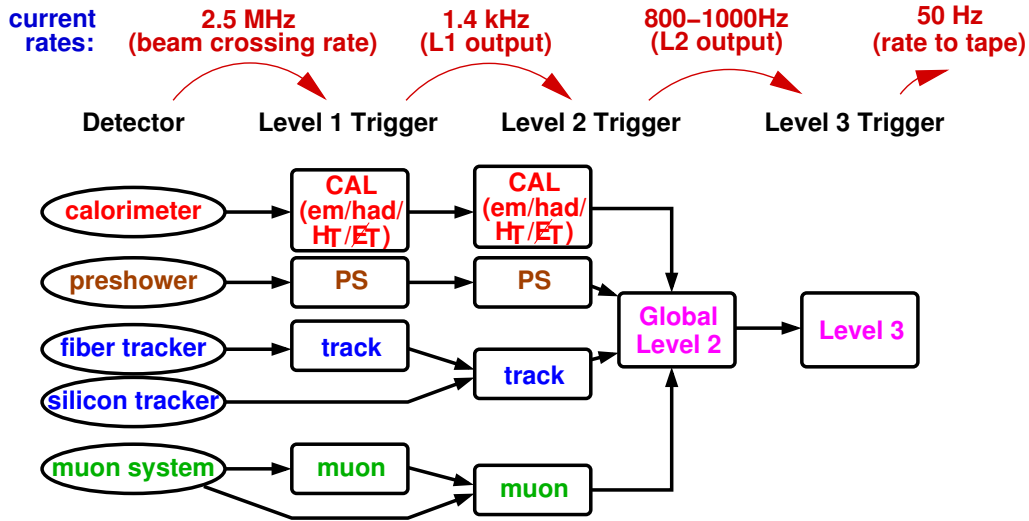 current
rates:
2.5 MHz
(beam crossing rate)
1.4 kHz
(L1 output)
800−1000Hz
(L2 output)
50 Hz
(rate to tape)
Detector
Level 1 Trigger
Level 2 Trigger
Level 3 Trigger
calorimeter
CAL
(em/had/
HT/E̸T)
CAL
(em/had/
HT/E̸T)
preshower
PS
PS
fiber tracker
track
silicon tracker
track
Global
Level 2
Level 3
muon system
muon
muon